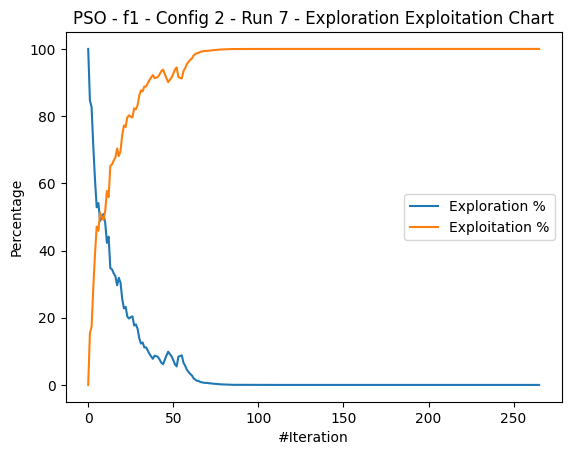 PSO - f1 - Config 2 - Run 7 - Exploration Exploitation Chart
100
80
60
40
20
0
Percentage
Exploration %
Exploitation %
0
50
100
150
200
250
#Iteration